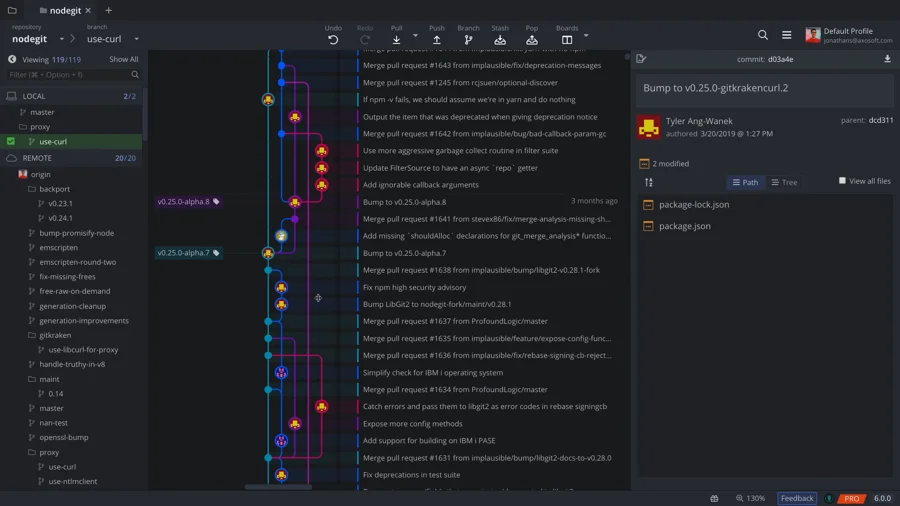 nodegit
repository
nodegit
branch
use-curl
Undo
Redo
Pull
Push
Branch
Stash
Pop
Boards
Default Profile
jonathans@axosoft.com
Viewing 119/119
Show All
Filter (⌘ + Option + f)
LOCAL
2/2
master
proxy
use-curl
REMOTE
20/20
origin
backport
v0.23.1
v0.24.1
bump-promisify-node
emscripten
emscripten-round-two
fix-missing-frees
free-raw-on-demand
generation-cleanup
generation-improvements
gitkraken
use-libcurl-for-proxy
handle-truthy-in-v8
maint
0.14
master
nan-test
openssl-bump
proxy
use-curl
use-ntlmclient
v0.25.0-alpha.8
v0.25.0-alpha.7
Merge pull request #1643 from implausible/fix/deprecation-messages
Merge pull request #1245 from rcjsuen/optional-discover
If npm -v fails, we should assume we're in yarn and do nothing
Output the item that was deprecated when giving deprecation notice
Merge pull request #1642 from implausible/bug/bad-callback-param-gc
Use more aggressive garbage collect routine in filter suite
Update FilterSource to have an async `repo` getter
Add ignorable callback arguments
Bump to v0.25.0-alpha.8
3 months ago
Merge pull request #1641 from stevex86/fix/merge-analysis-missing-sh...
Add missing `shouldAlloc` declarations for git_merge_analysis* functio...
Bump to v0.25.0-alpha.7
Merge pull request #1638 from implausible/bump/libgit2-v0.28.1-fork
Fix npm high security advisory
Bump LibGit2 to nodegit-fork/maint/v0.28.1
Merge pull request #1637 from ProfoundLogic/master
Merge pull request #1635 from implausible/feature/expose-config-func...
Merge pull request #1636 from implausible/fix/rebase-signing-cb-reject...
Simplify check for IBM i operating system
Merge pull request #1634 from ProfoundLogic/master
Catch errors and pass them to libgit2 as error codes in rebase signingcb
Expose more config methods
Add support for building on IBM i PASE
Merge pull request #1631 from implausible/bump/libgit2-docs-to-v0.28.0
Fix deprecations in test suite
commit: d03a4e
Bump to v0.25.0-gitkrakencurl.2
Tyler Ang-Wanek
authored 3/20/2019 @ 1:27 PM
parent: dcd311
2 modified
Path
Tree
View all files
package-lock.json
package.json
130%
Feedback
PRO
6.0.0